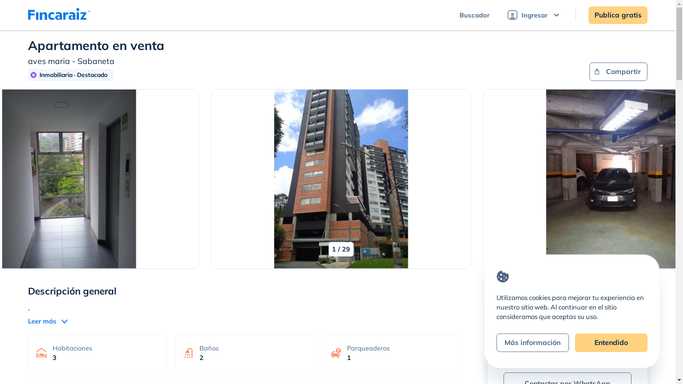 Fincaraiz
Buscador
Ingresar
Publica gratis
Apartamento en venta
aves maria - Sabaneta
Inmobiliaria · Destacado
Compartir
1 / 29
Descripción general
.
Leer más
Habitaciones
3
Baños
2
Parqueaderos
1
Utilizamos cookies para mejorar tu experiencia en
nuestro sitio web. Al continuar en el sitio
consideramos que aceptas su uso.
Más información
Entendido
Contactar por WhatsApp